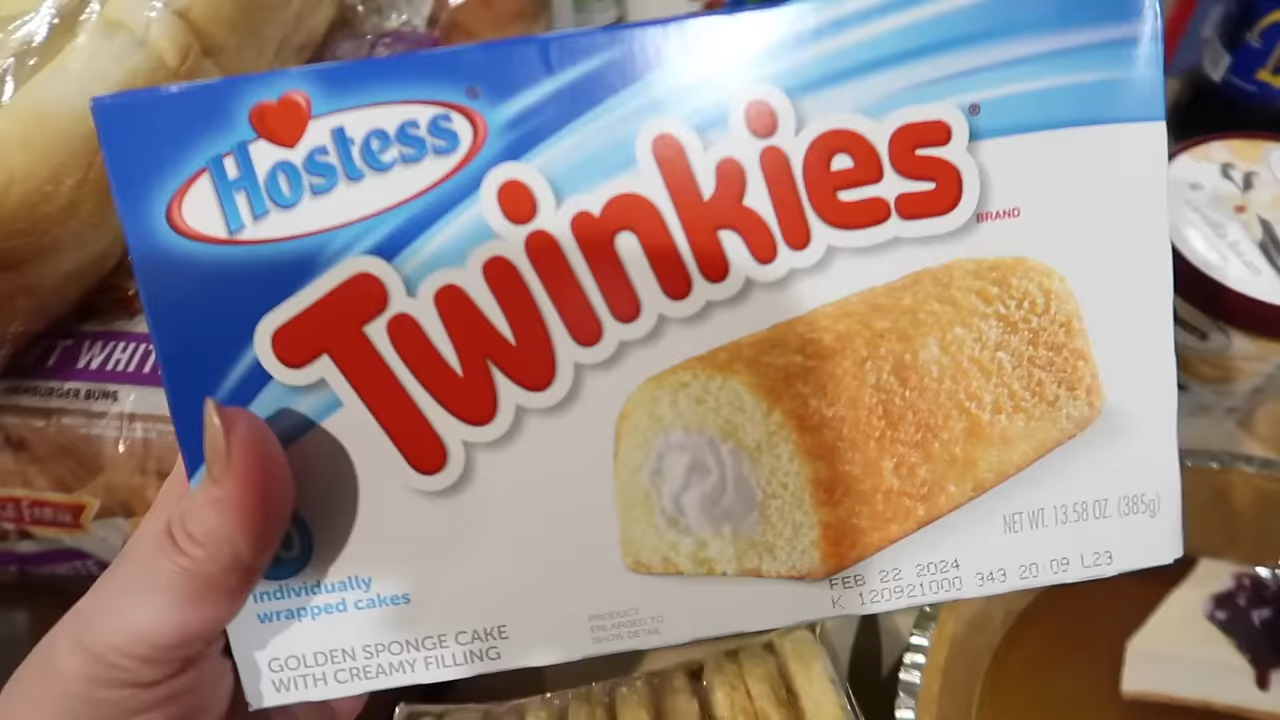 Hostess®
Twinkies®
BRAND
individually
wrapped cakes
GOLDEN SPONGE CAKE
WITH CREAMY FILLING
PRODUCT
ENLARGED TO
SHOW DETAIL
NET WT. 13.58 OZ. (385g)
FEB 22 2024
K 120921000 343 20:09 L23
T WHIT
HAMBURGER BUNS